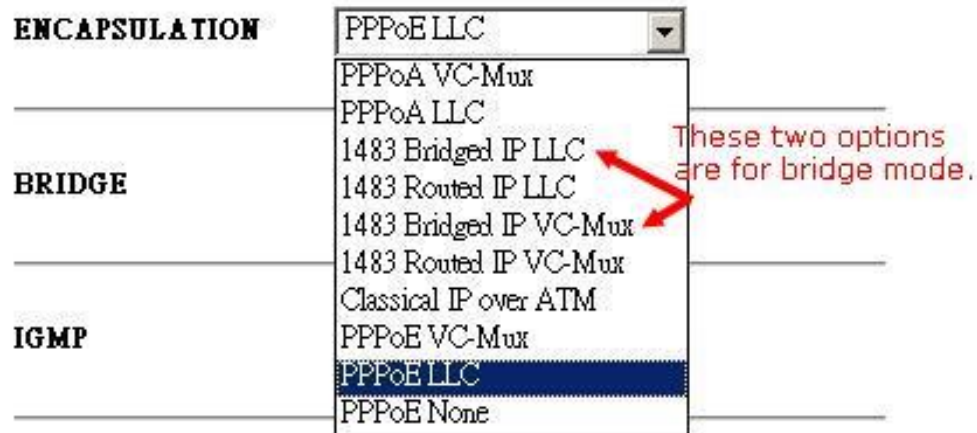 ENCAPSULATION
PPPoE LLC
PPPoA VC-Mux
PPPoA LLC
1483 Bridged IP LLC
1483 Routed IP LLC
1483 Bridged IP VC-Mux
1483 Routed IP VC-Mux
Classical IP over ATM
PPPoE VC-Mux
PPPoE LLC
PPPoE None
These two options
are for bridge mode.
BRIDGE
IGMP